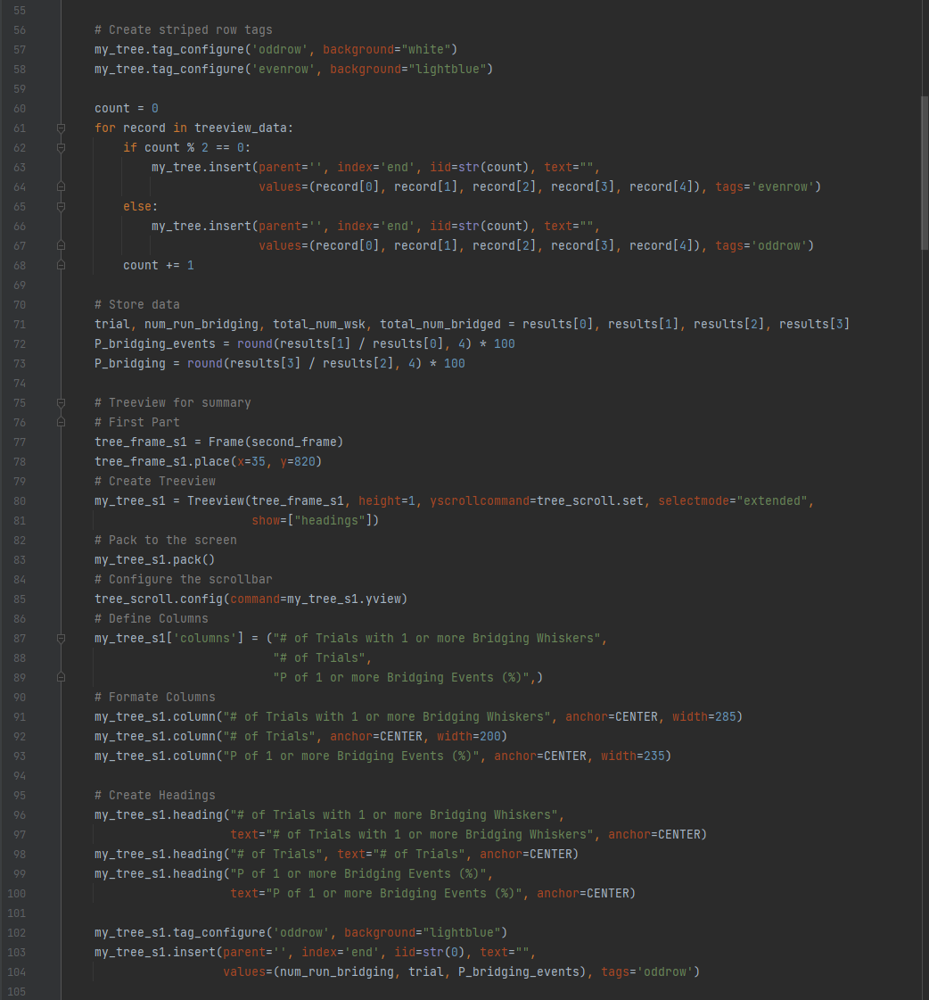 55
56 # Create striped row tags
57 my_tree.tag_configure('oddrow', background="white")
58 my_tree.tag_configure('evenrow', background="lightblue")
59
60 count = 0
61 for record in treeview_data:
62     if count % 2 == 0:
63         my_tree.insert(parent='', index='end', iid=str(count), text="",
64                        values=(record[0], record[1], record[2], record[3], record[4]), tags='evenrow')
65     else:
66         my_tree.insert(parent='', index='end', iid=str(count), text="",
67                        values=(record[0], record[1], record[2], record[3], record[4]), tags='oddrow')
68     count += 1
69
70 # Store data
71 trial, num_run_bridging, total_num_wsk, total_num_bridged = results[0], results[1], results[2], results[3]
72 P_bridging_events = round(results[1] / results[0], 4) * 100
73 P_bridging = round(results[3] / results[2], 4) * 100
74
75 # Treeview for summary
76 # First Part
77 tree_frame_s1 = Frame(second_frame)
78 tree_frame_s1.place(x=35, y=820)
79 # Create Treeview
80 my_tree_s1 = Treeview(tree_frame_s1, height=1, yscrollcommand=tree_scroll.set, selectmode="extended",
81                       show=["headings"])
82 # Pack to the screen
83 my_tree_s1.pack()
84 # Configure the scrollbar
85 tree_scroll.config(command=my_tree_s1.yview)
86 # Define Columns
87 my_tree_s1['columns'] = ("# of Trials with 1 or more Bridging Whiskers",
88                          "# of Trials",
89                          "P of 1 or more Bridging Events (%)",)
90 # Formate Columns
91 my_tree_s1.column("# of Trials with 1 or more Bridging Whiskers", anchor=CENTER, width=285)
92 my_tree_s1.column("# of Trials", anchor=CENTER, width=200)
93 my_tree_s1.column("P of 1 or more Bridging Events (%)", anchor=CENTER, width=235)
94
95 # Create Headings
96 my_tree_s1.heading("# of Trials with 1 or more Bridging Whiskers",
97                    text="# of Trials with 1 or more Bridging Whiskers", anchor=CENTER)
98 my_tree_s1.heading("# of Trials", text="# of Trials", anchor=CENTER)
99 my_tree_s1.heading("P of 1 or more Bridging Events (%)",
100                    text="P of 1 or more Bridging Events (%)", anchor=CENTER)
101
102 my_tree_s1.tag_configure('oddrow', background="lightblue")
103 my_tree_s1.insert(parent='', index='end', iid=str(0), text="",
104                   values=(num_run_bridging, trial, P_bridging_events), tags='oddrow')
105